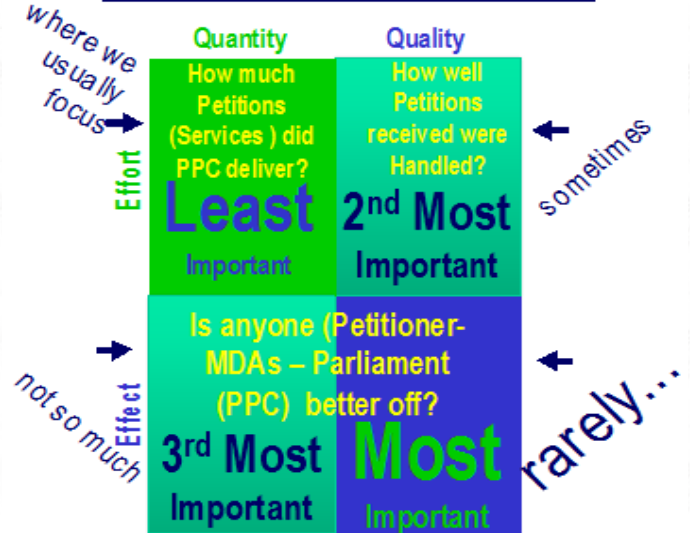 where we
usually
focus
Quantity
Quality
Effort
How much
Petitions
(Services ) did
PPC deliver?
Least
Important
How well
Petitions
received were
Handled?
2nd Most
Important
sometimes
not so much
Effect
Is anyone (Petitioner-
MDAs – Parliament
(PPC) better off?
3rd Most
Important
Most
Important
rarely...